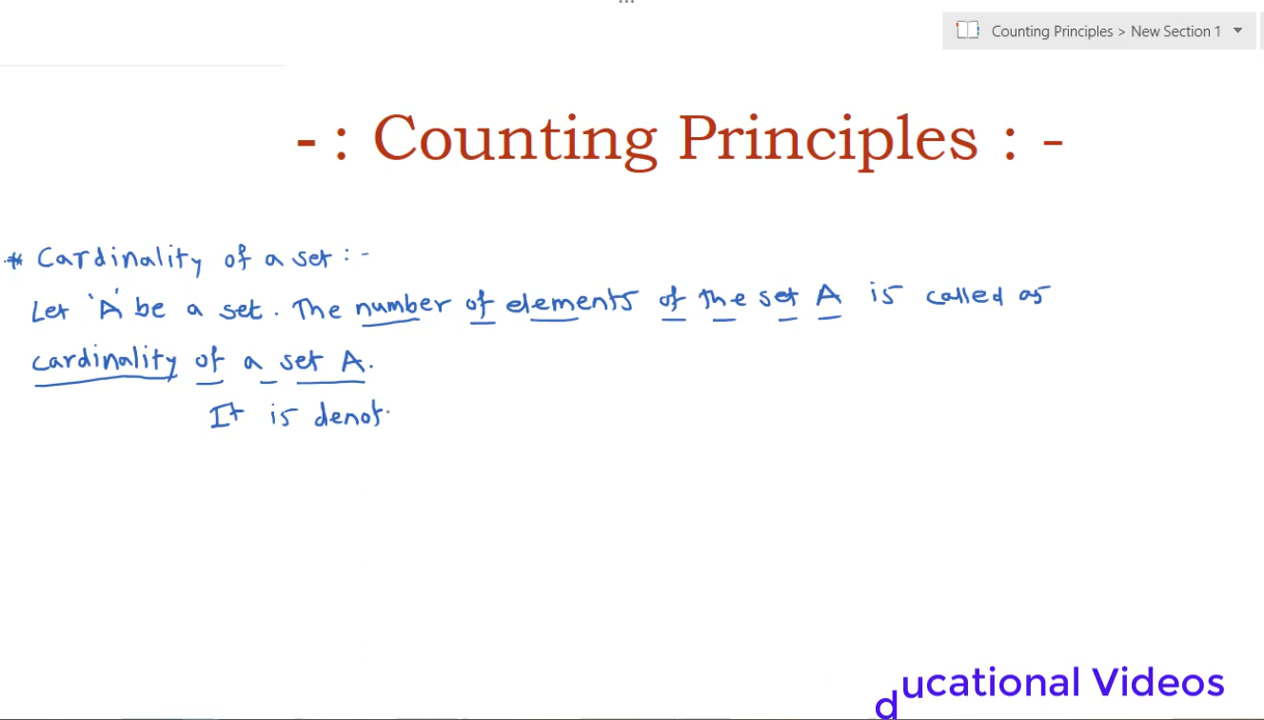 ...
Counting Principles > New Section 1
- : Counting Principles : -
* Cardinality of a set : -
Let 'A' be a set. The number of elements of the set A is called as
cardinality of a set A.
It is denot
ducational Videos